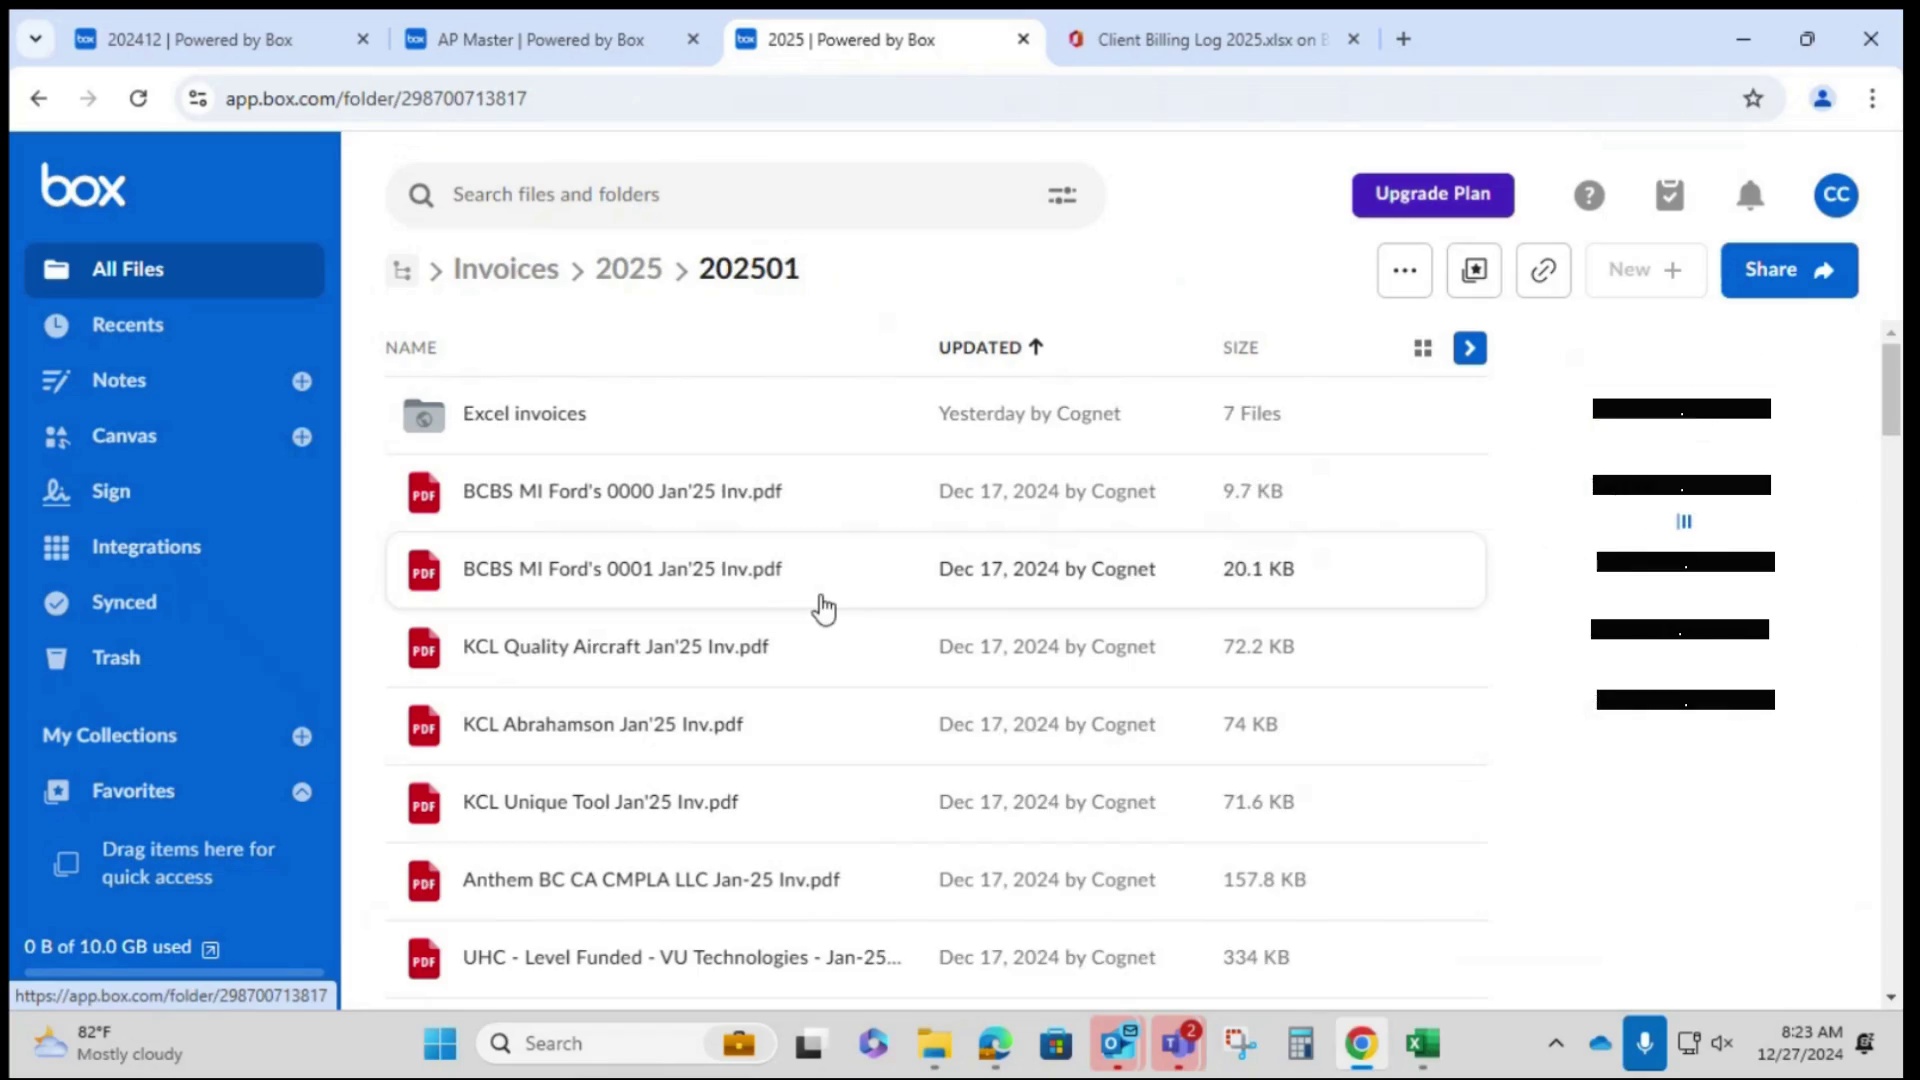 202412 | Powered by Box
AP Master | Powered by Box
2025 | Powered by Box
Client Billing Log 2025.xlsx on B
app.box.com/folder/298700713817
box
Search files and folders
Upgrade Plan
CC
All Files
Invoices > 2025 > 202501
New +
Share
Recents
NAME
UPDATED ↑
SIZE
Notes
Excel invoices
Yesterday by Cognet
7 Files
Canvas
Sign
BCBS MI Ford's 0000 Jan'25 Inv.pdf
Dec 17, 2024 by Cognet
9.7 KB
Integrations
BCBS MI Ford's 0001 Jan'25 Inv.pdf
Dec 17, 2024 by Cognet
20.1 KB
Synced
KCL Quality Aircraft Jan'25 Inv.pdf
Dec 17, 2024 by Cognet
72.2 KB
Trash
KCL Abrahamson Jan'25 Inv.pdf
Dec 17, 2024 by Cognet
74 KB
My Collections
Favorites
KCL Unique Tool Jan'25 Inv.pdf
Dec 17, 2024 by Cognet
71.6 KB
Drag items here for
quick access
Anthem BC CA CMPLA LLC Jan-25 Inv.pdf
Dec 17, 2024 by Cognet
157.8 KB
0 B of 10.0 GB used
UHC - Level Funded - VU Technologies - Jan-25...
Dec 17, 2024 by Cognet
334 KB
https://app.box.com/folder/298700713817
82°F
Mostly cloudy
Search
2
8:23 AM
12/27/2024